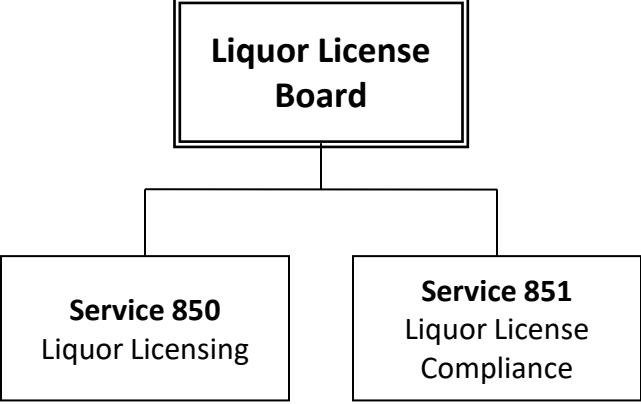 Liquor License
Board
Service 850
Liquor Licensing
Service 851
Liquor License
Compliance